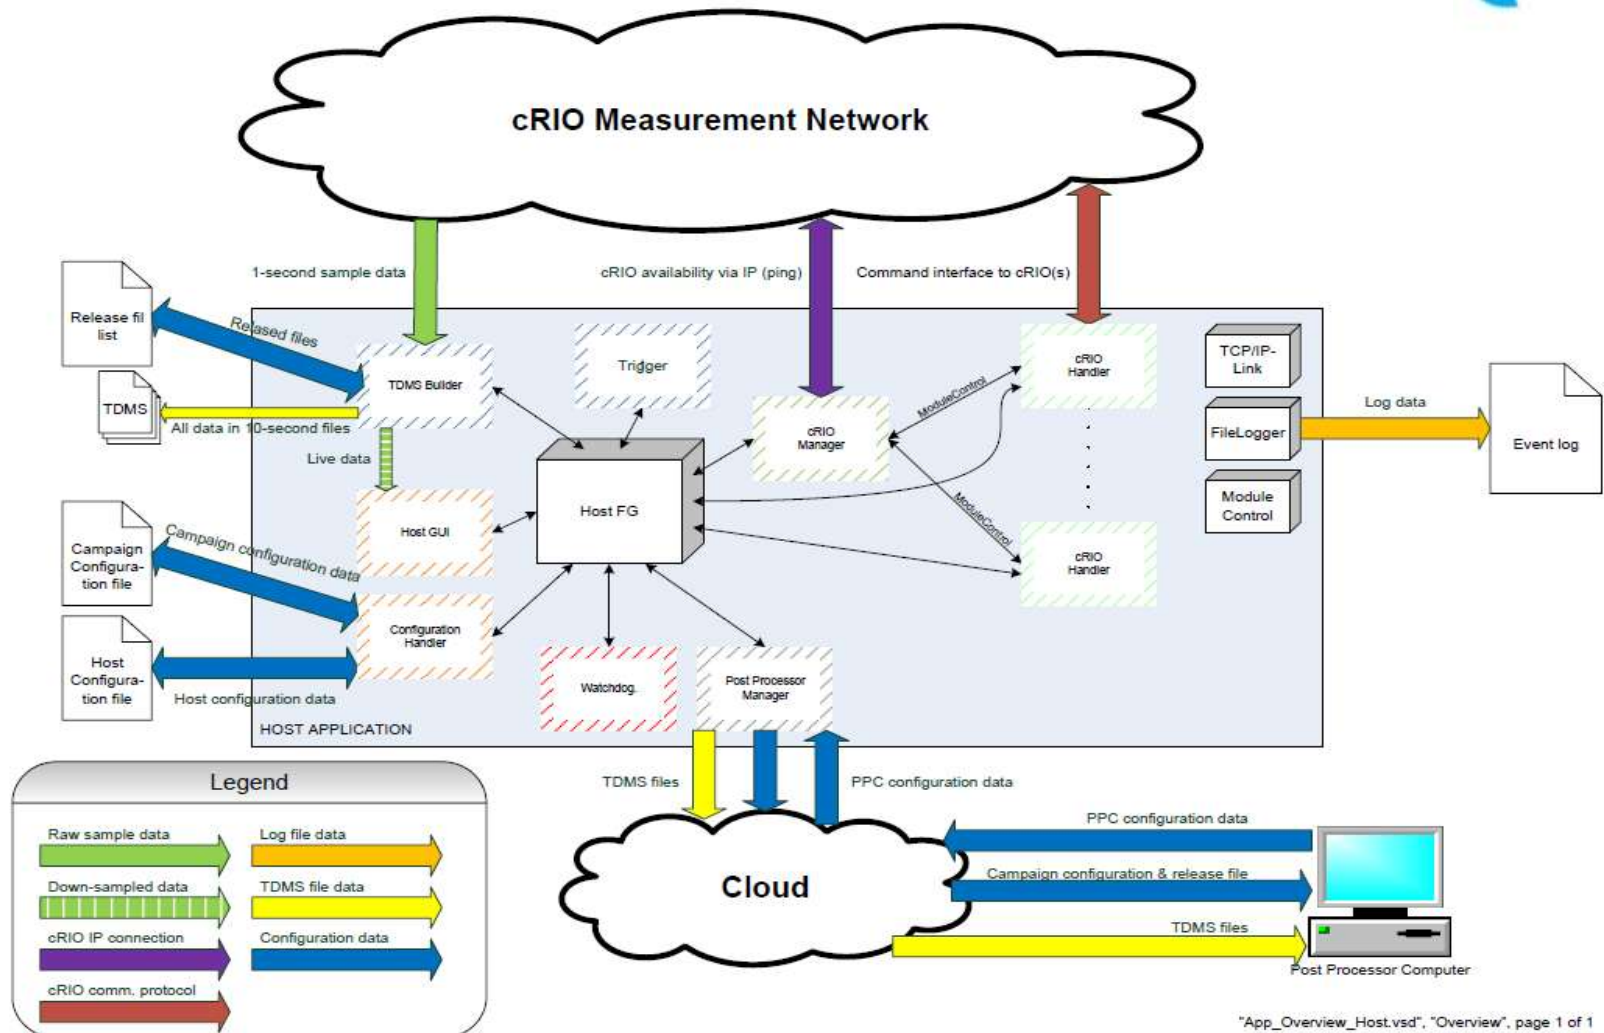 cRIO Measurement Network
1-second sample data
cRIO availability via IP (ping)
Command interface to cRIO(s)
Release fil
list
Relased files
TDMS Builder
Trigger
cRIO
Handler
TCP/IP-
Link
TDMS
All data in 10-second files
cRIO
Manager
ModuleControl
FileLogger
Log data
Event log
Live data
Host GUI
Host FG
ModuleControl
cRIO
Handler
Module
Control
Campaign
Configura-
tion file
Campaign configuration data
Configuration
Handler
Host
Configura-
tion file
Host configuration data
Watchdog.
Post Processor
Manager
HOST APPLICATION
TDMS files
PPC configuration data
Legend
Raw sample data
Log file data
Down-sampled data
TDMS file data
cRIO IP connection
Configuration data
cRIO comm. protocol
Cloud
PPC configuration data
Campaign configuration & release file
TDMS files
Post Processor Computer
"App_Overview_Host.vsd", "Overview", page 1 of 1